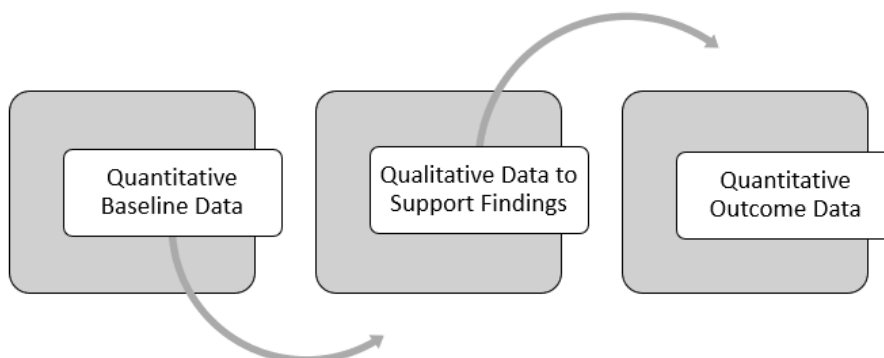 Quantitative
Baseline Data
Qualitative Data to
Support Findings
Quantitative
Outcome Data